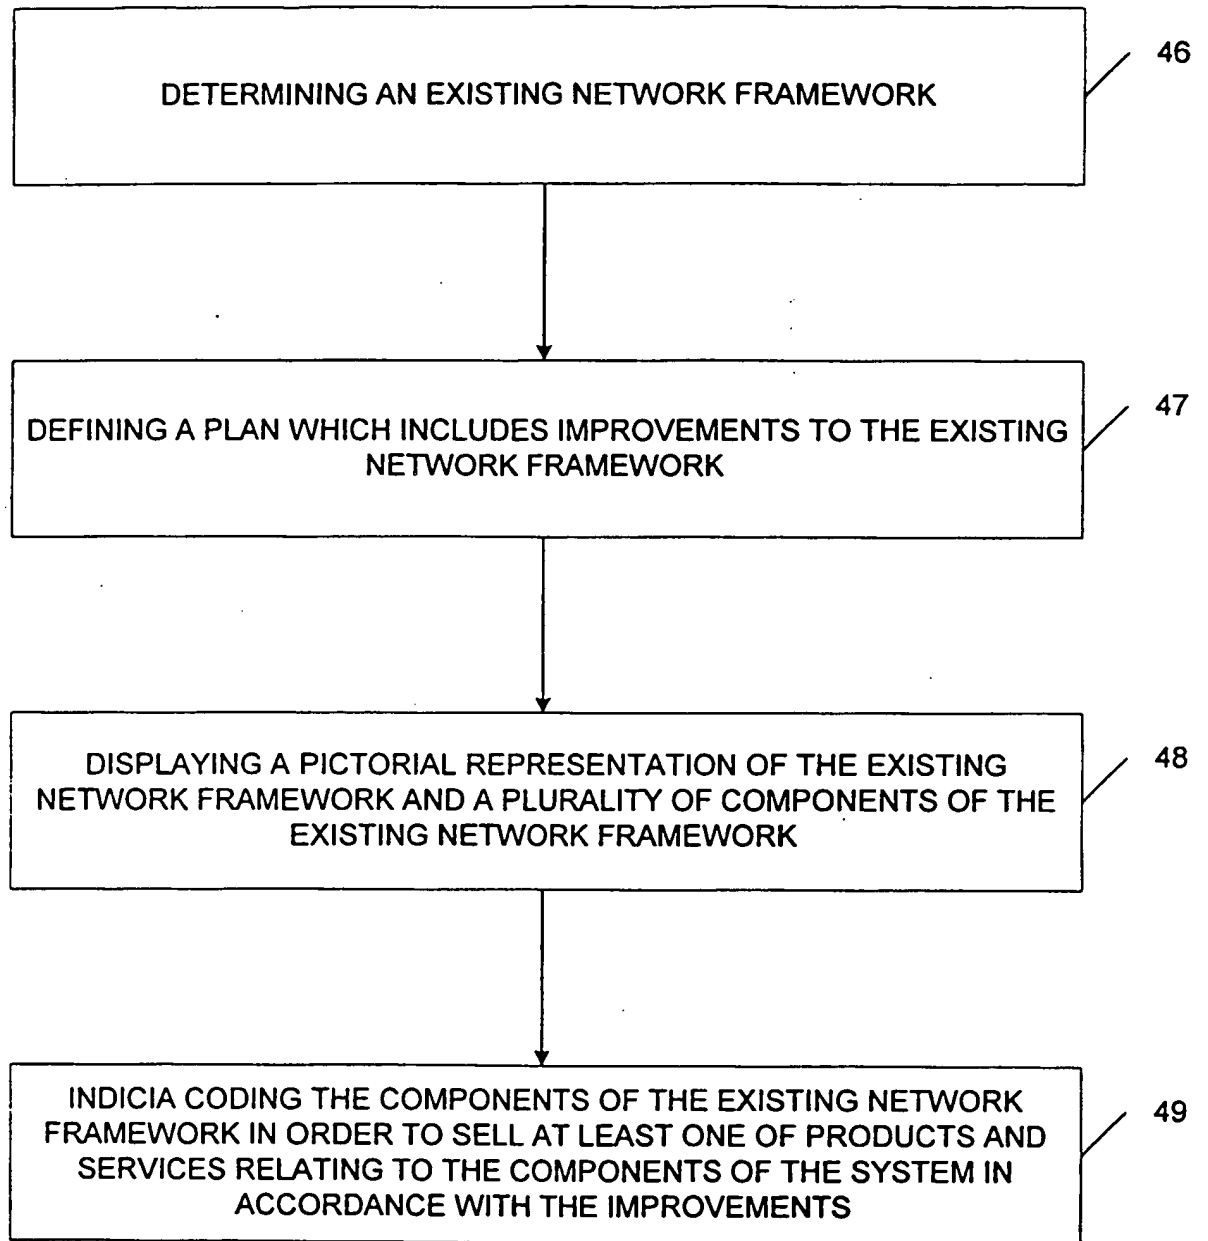 46
DETERMINING AN EXISTING NETWORK FRAMEWORK
47
DEFINING A PLAN WHICH INCLUDES IMPROVEMENTS TO THE EXISTING
NETWORK FRAMEWORK
48
DISPLAYING A PICTORIAL REPRESENTATION OF THE EXISTING
NETWORK FRAMEWORK AND A PLURALITY OF COMPONENTS OF THE
EXISTING NETWORK FRAMEWORK
49
INDICIA CODING THE COMPONENTS OF THE EXISTING NETWORK
FRAMEWORK IN ORDER TO SELL AT LEAST ONE OF PRODUCTS AND
SERVICES RELATING TO THE COMPONENTS OF THE SYSTEM IN
ACCORDANCE WITH THE IMPROVEMENTS